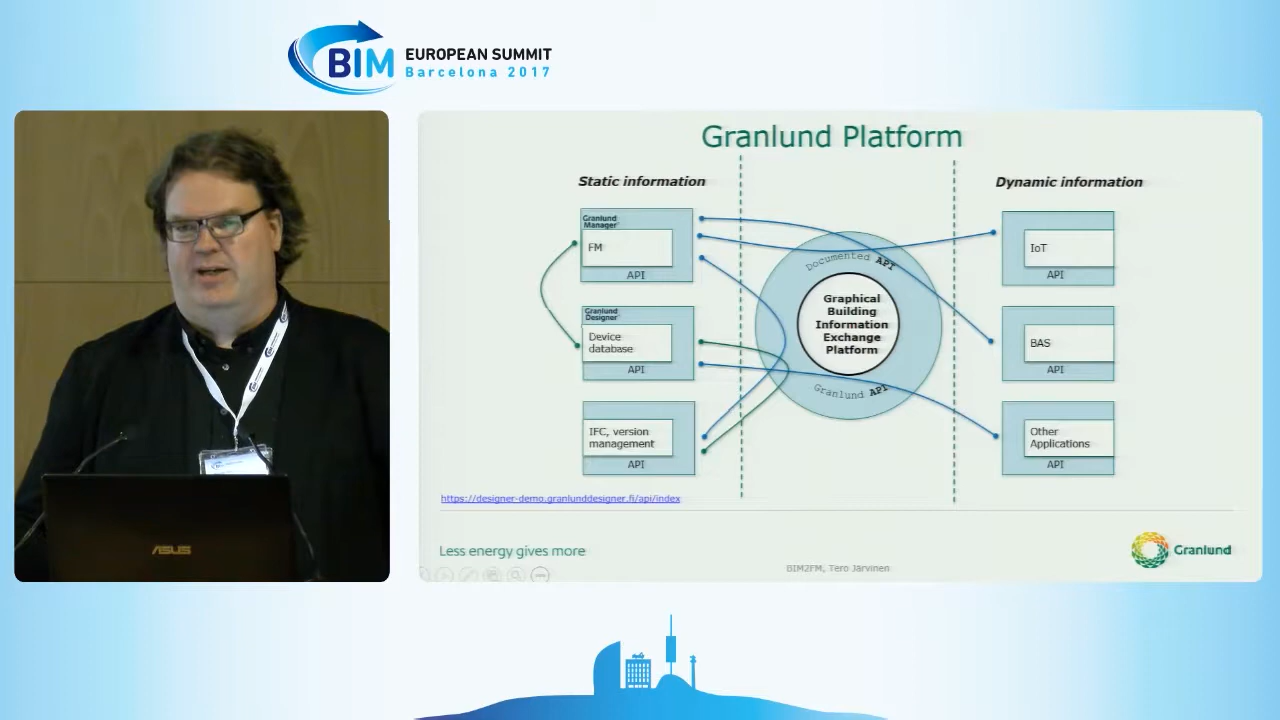 BIM EUROPEAN SUMMIT
Barcelona 2017
Granlund Platform
Static information
Dynamic information
Granlund
Manager
FM
API
Granlund
Designer
Device
database
API
IFC, version
management
API
Documented API
Graphical
Building
Information
Exchange
Platform
Granlund API
IoT
API
BAS
API
Other
Applications
API
https://designer-demo.granlunddesigner.fi/api/index
Less energy gives more
BIM2FM, Tero Järvinen
Granlund
ASUS